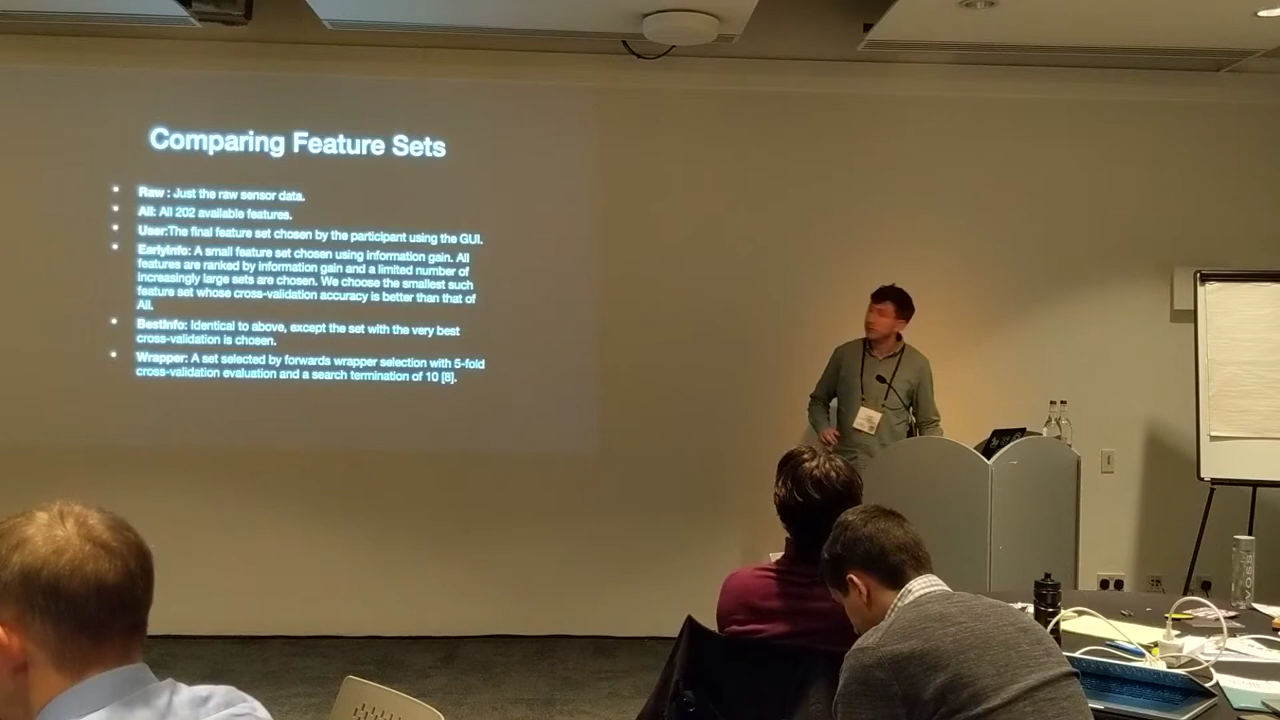 Comparing Feature Sets
Raw : Just the raw sensor data.
All: All 202 available features.
User:The final feature set chosen by the participant using the GUI.
EarlyInfo: A small feature set chosen using information gain. All
features are ranked by information gain and a limited number of
increasingly large sets are chosen. We choose the smallest such
feature set whose cross-validation accuracy is better than that of
All.
BestInfo: Identical to above, except the set with the very best
cross-validation is chosen.
Wrapper: A set selected by forwards wrapper selection with 5-fold
cross-validation evaluation and a search termination of 10 [8].
VOSS